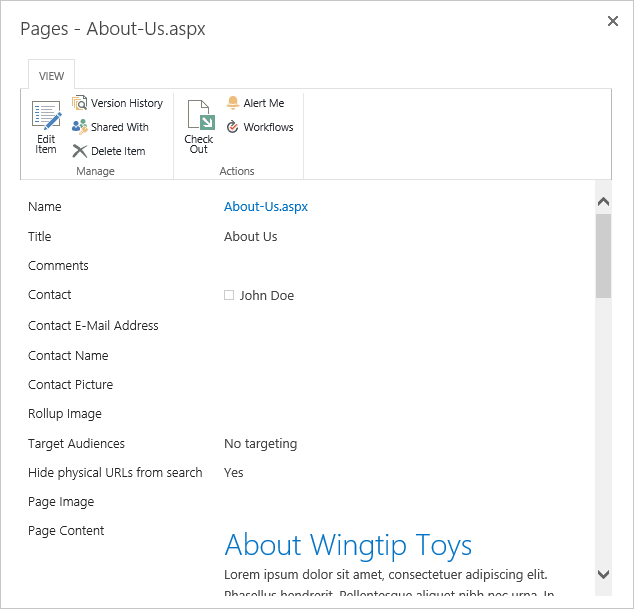 Pages - About-Us.aspx
VIEW
Edit Item
Version History
Shared With
Delete Item
Manage
Check Out
Alert Me
Workflows
Actions
Name About-Us.aspx
Title About Us
Comments
Contact John Doe
Contact E-Mail Address
Contact Name
Contact Picture
Rollup Image
Target Audiences No targeting
Hide physical URLs from search Yes
Page Image
Page Content
About Wingtip Toys
Lorem ipsum dolor sit amet, consectetuer adipiscing elit.
Phasellus hendrerit. Pellentesque aliquet nibh nec urna. In